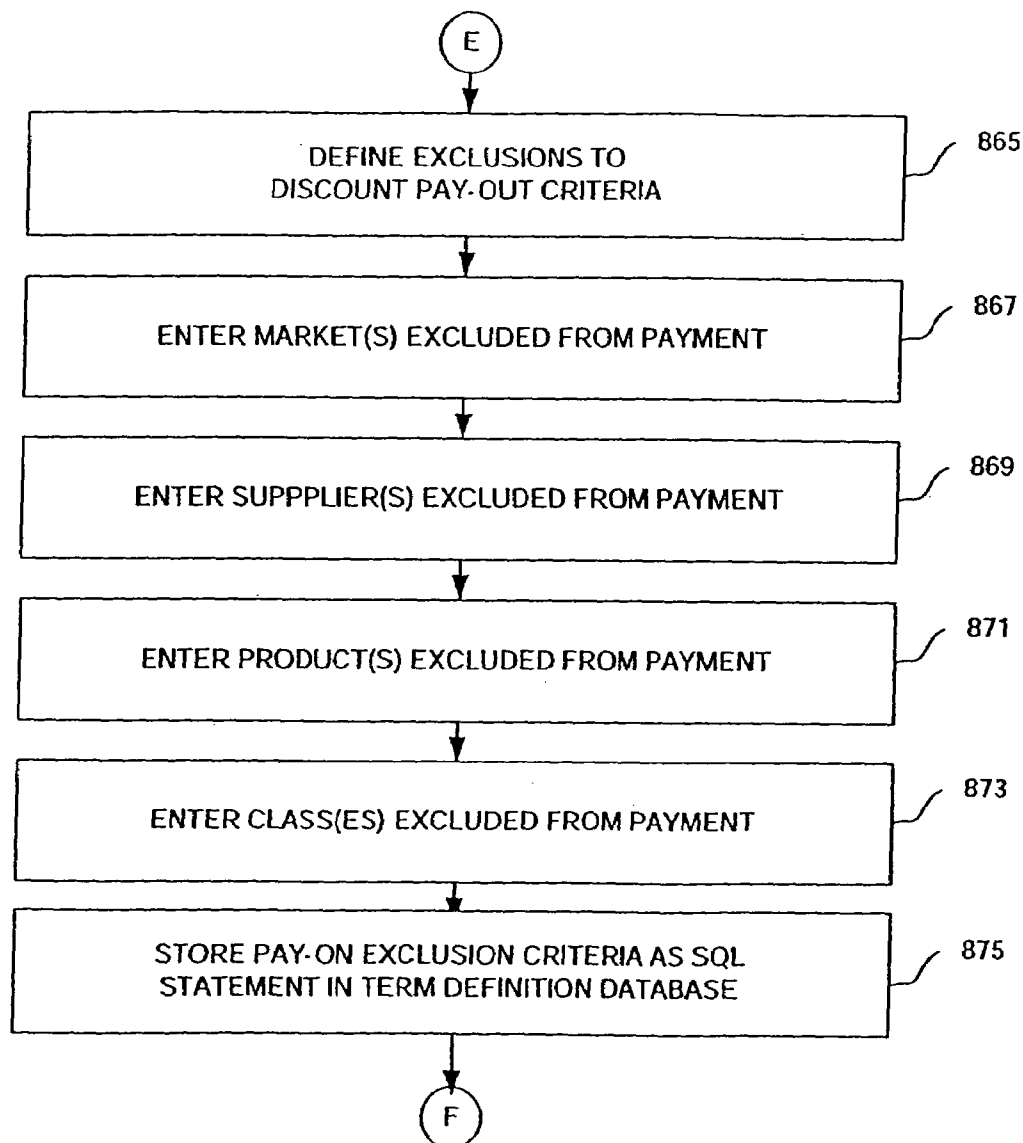 E
DEFINE EXCLUSIONS TO
DISCOUNT PAY-OUT CRITERIA
865
ENTER MARKET(S) EXCLUDED FROM PAYMENT
867
ENTER SUPPPLIER(S) EXCLUDED FROM PAYMENT
869
ENTER PRODUCT(S) EXCLUDED FROM PAYMENT
871
ENTER CLASS(ES) EXCLUDED FROM PAYMENT
873
STORE PAY-ON EXCLUSION CRITERIA AS SQL
STATEMENT IN TERM DEFINITION DATABASE
875
F